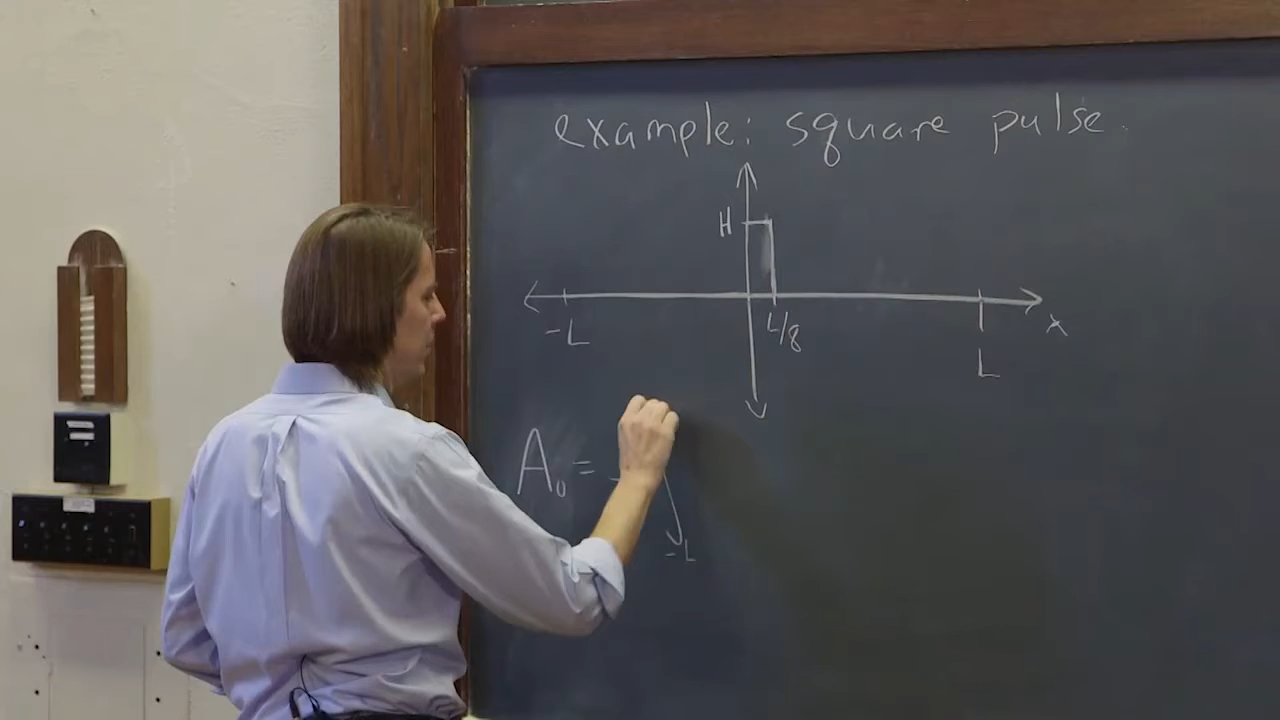 example: square pulse.
H
-L
L/8
L
x
A₀ =
-L